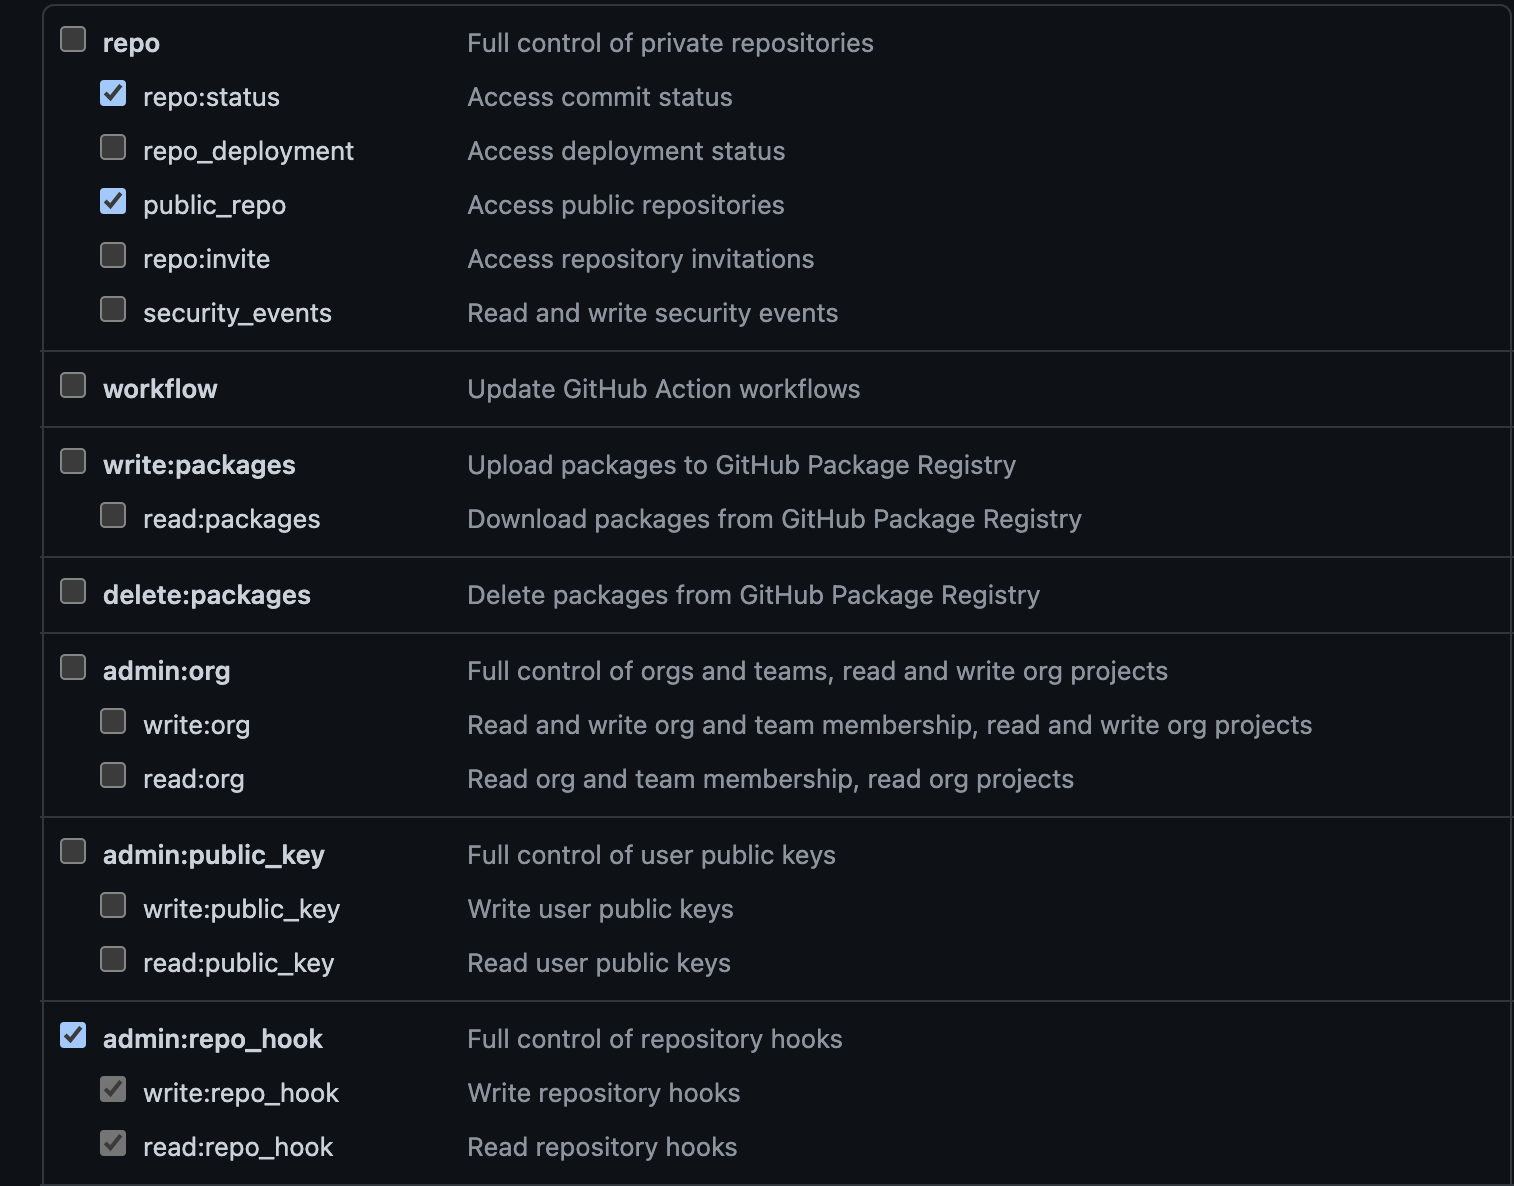 repo Full control of private repositories
repo:status Access commit status
repo_deployment Access deployment status
public_repo Access public repositories
repo:invite Access repository invitations
security_events Read and write security events
workflow Update GitHub Action workflows
write:packages Upload packages to GitHub Package Registry
read:packages Download packages from GitHub Package Registry
delete:packages Delete packages from GitHub Package Registry
admin:org Full control of orgs and teams, read and write org projects
write:org Read and write org and team membership, read and write org projects
read:org Read org and team membership, read org projects
admin:public_key Full control of user public keys
write:public_key Write user public keys
read:public_key Read user public keys
admin:repo_hook Full control of repository hooks
write:repo_hook Write repository hooks
read:repo_hook Read repository hooks